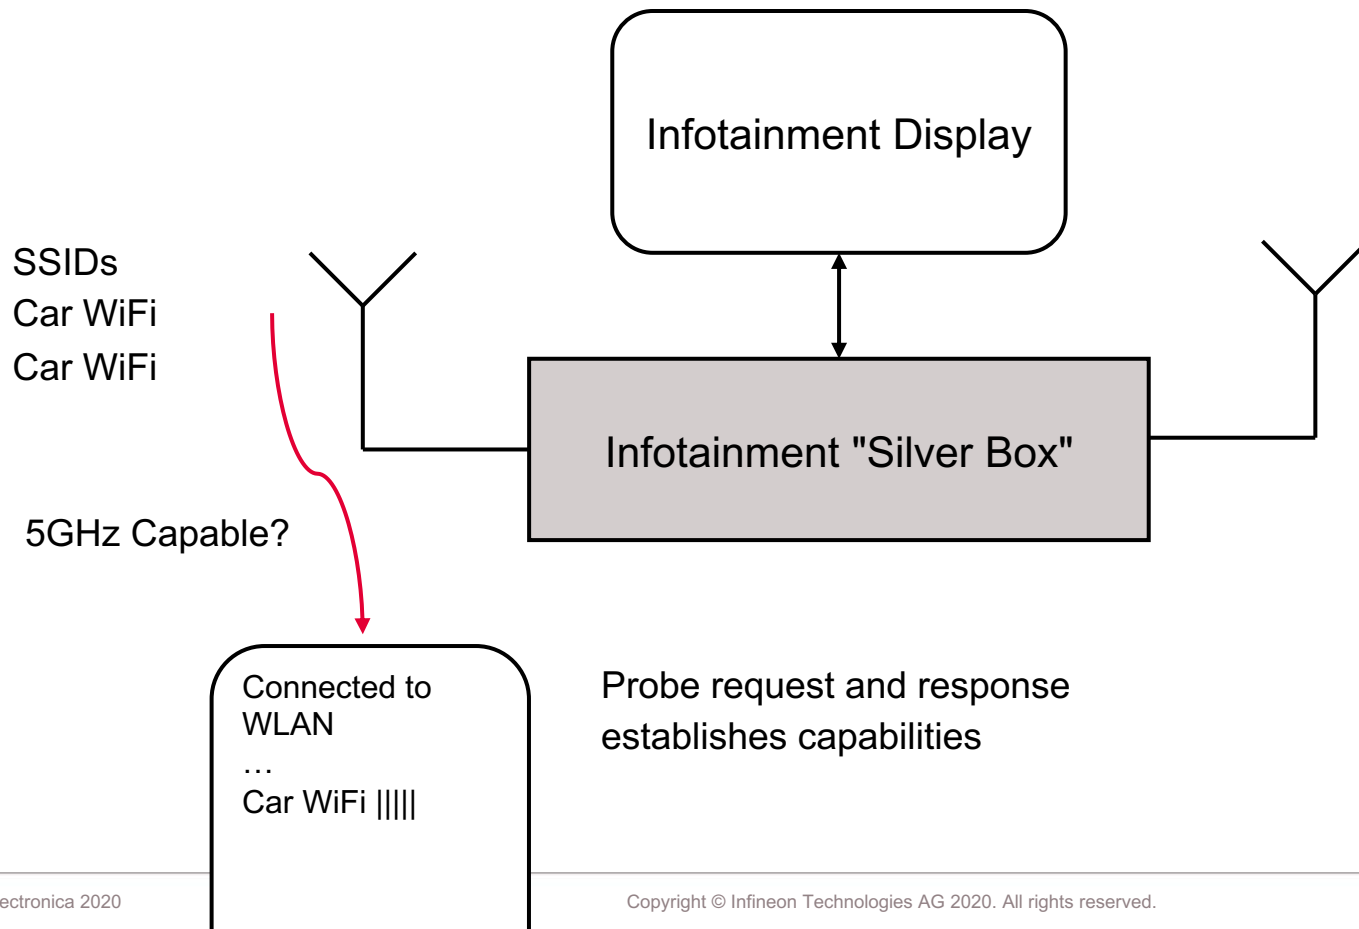 Infotainment Display
SSIDs
Car WiFi
Car WiFi
Infotainment "Silver Box"
5GHz Capable?
Connected to
WLAN
…
Car WiFi |||||
Probe request and response
establishes capabilities
ectronica 2020
Copyright © Infineon Technologies AG 2020. All rights reserved.